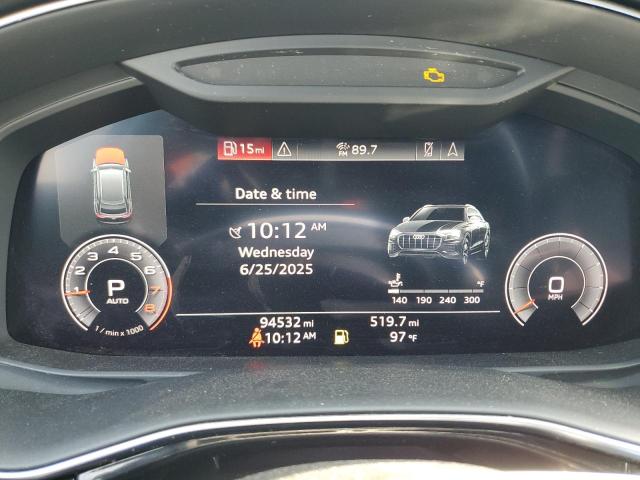 15 mi FM 89.7
Date & time
10:12 AM
Wednesday
6/25/2025
1 2 3 4 5 6 7 8
P
AUTO
1/min x 1000
°F
140 190 240 300
0
MPH
94532 mi 519.7 mi
10:12 AM 97 °F